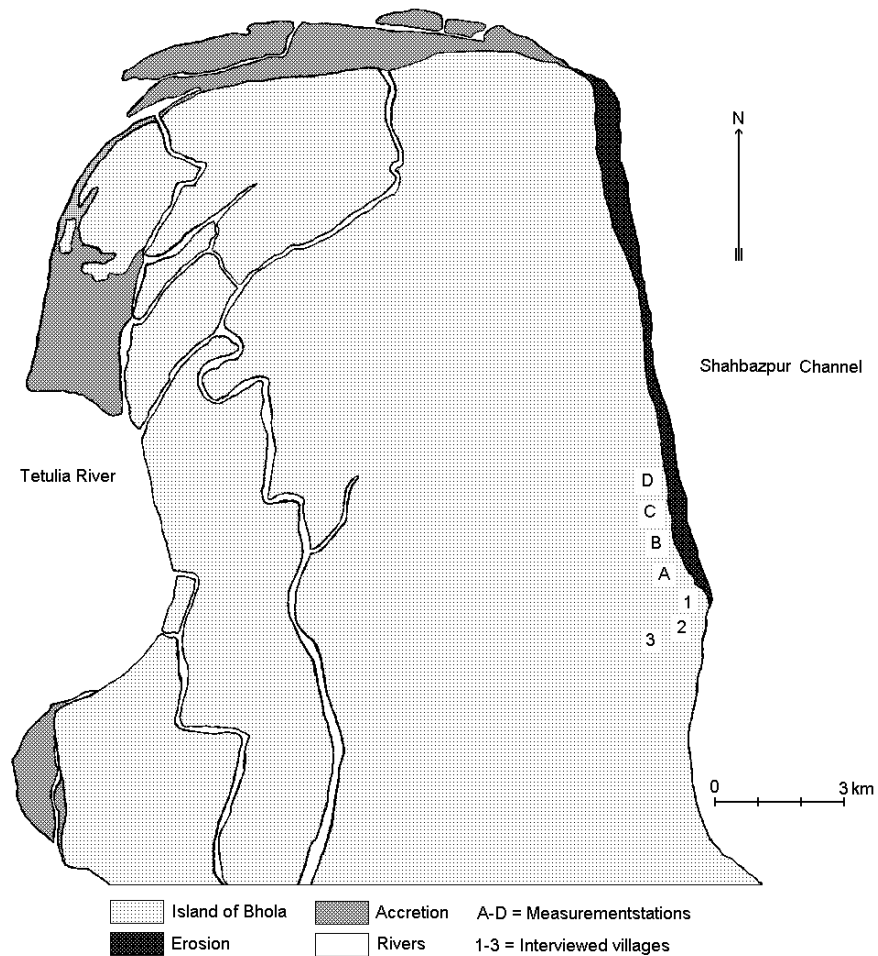 N
Shahbazpur Channel
Tetulia River
D
C
B
A
1
2
3
0 3 km
Island of Bhola
Accretion
A-D = Measurementstations
Erosion
Rivers
1-3 = Interviewed villages